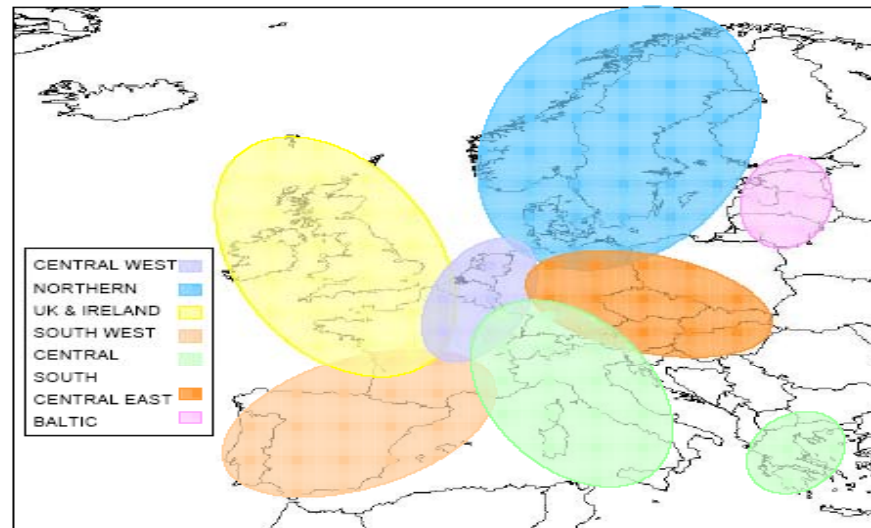 CENTRAL WEST
NORTHERN
UK & IRELAND
SOUTH WEST
CENTRAL
SOUTH
CENTRAL EAST
BALTIC